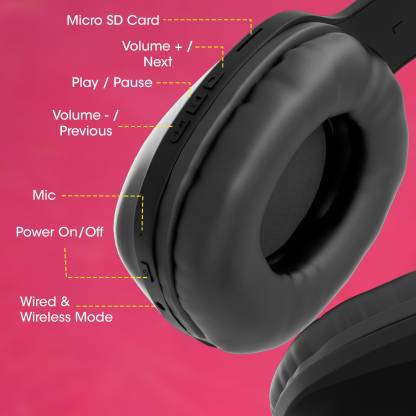 Micro SD Card
Volume + /
Next
Play / Pause
Volume - /
Previous
Mic
Power On/Off
Wired &
Wireless Mode